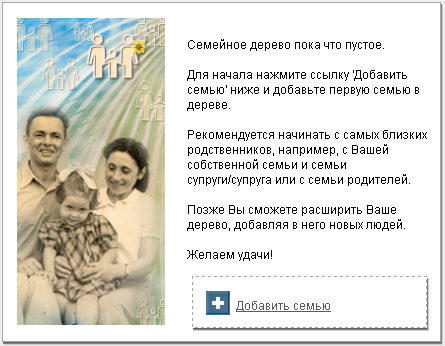 Семейное дерево пока что пустое.
Для начала нажмите ссылку 'Добавить
семью' ниже и добавьте первую семью в
дереве.
Рекомендуется начинать с самых близких
родственников, например, с Вашей
собственной семьи и семьи
супруги/супруга или с семьи родителей.
Позже Вы сможете расширить Ваше
дерево, добавляя в него новых людей.
Желаем удачи!
Добавить семью